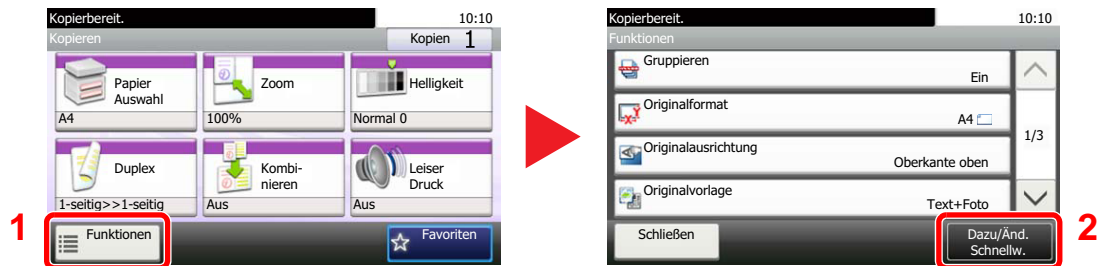 Kopierbereit. 10:10
Kopieren Kopien 1
Papier Auswahl
A4
Zoom
100%
Helligkeit
Normal 0
Duplex
1-seitig>>1-seitig
Kombi-
nieren
Aus
Leiser
Druck
Aus
1
Funktionen
Favoriten
Kopierbereit. 10:10
Funktionen
Gruppieren
Ein
Originalformat
A4
1/3
Originalausrichtung
Oberkante oben
Originalvorlage
Text+Foto
Schließen
Dazu/Änd.
Schnellw.
2